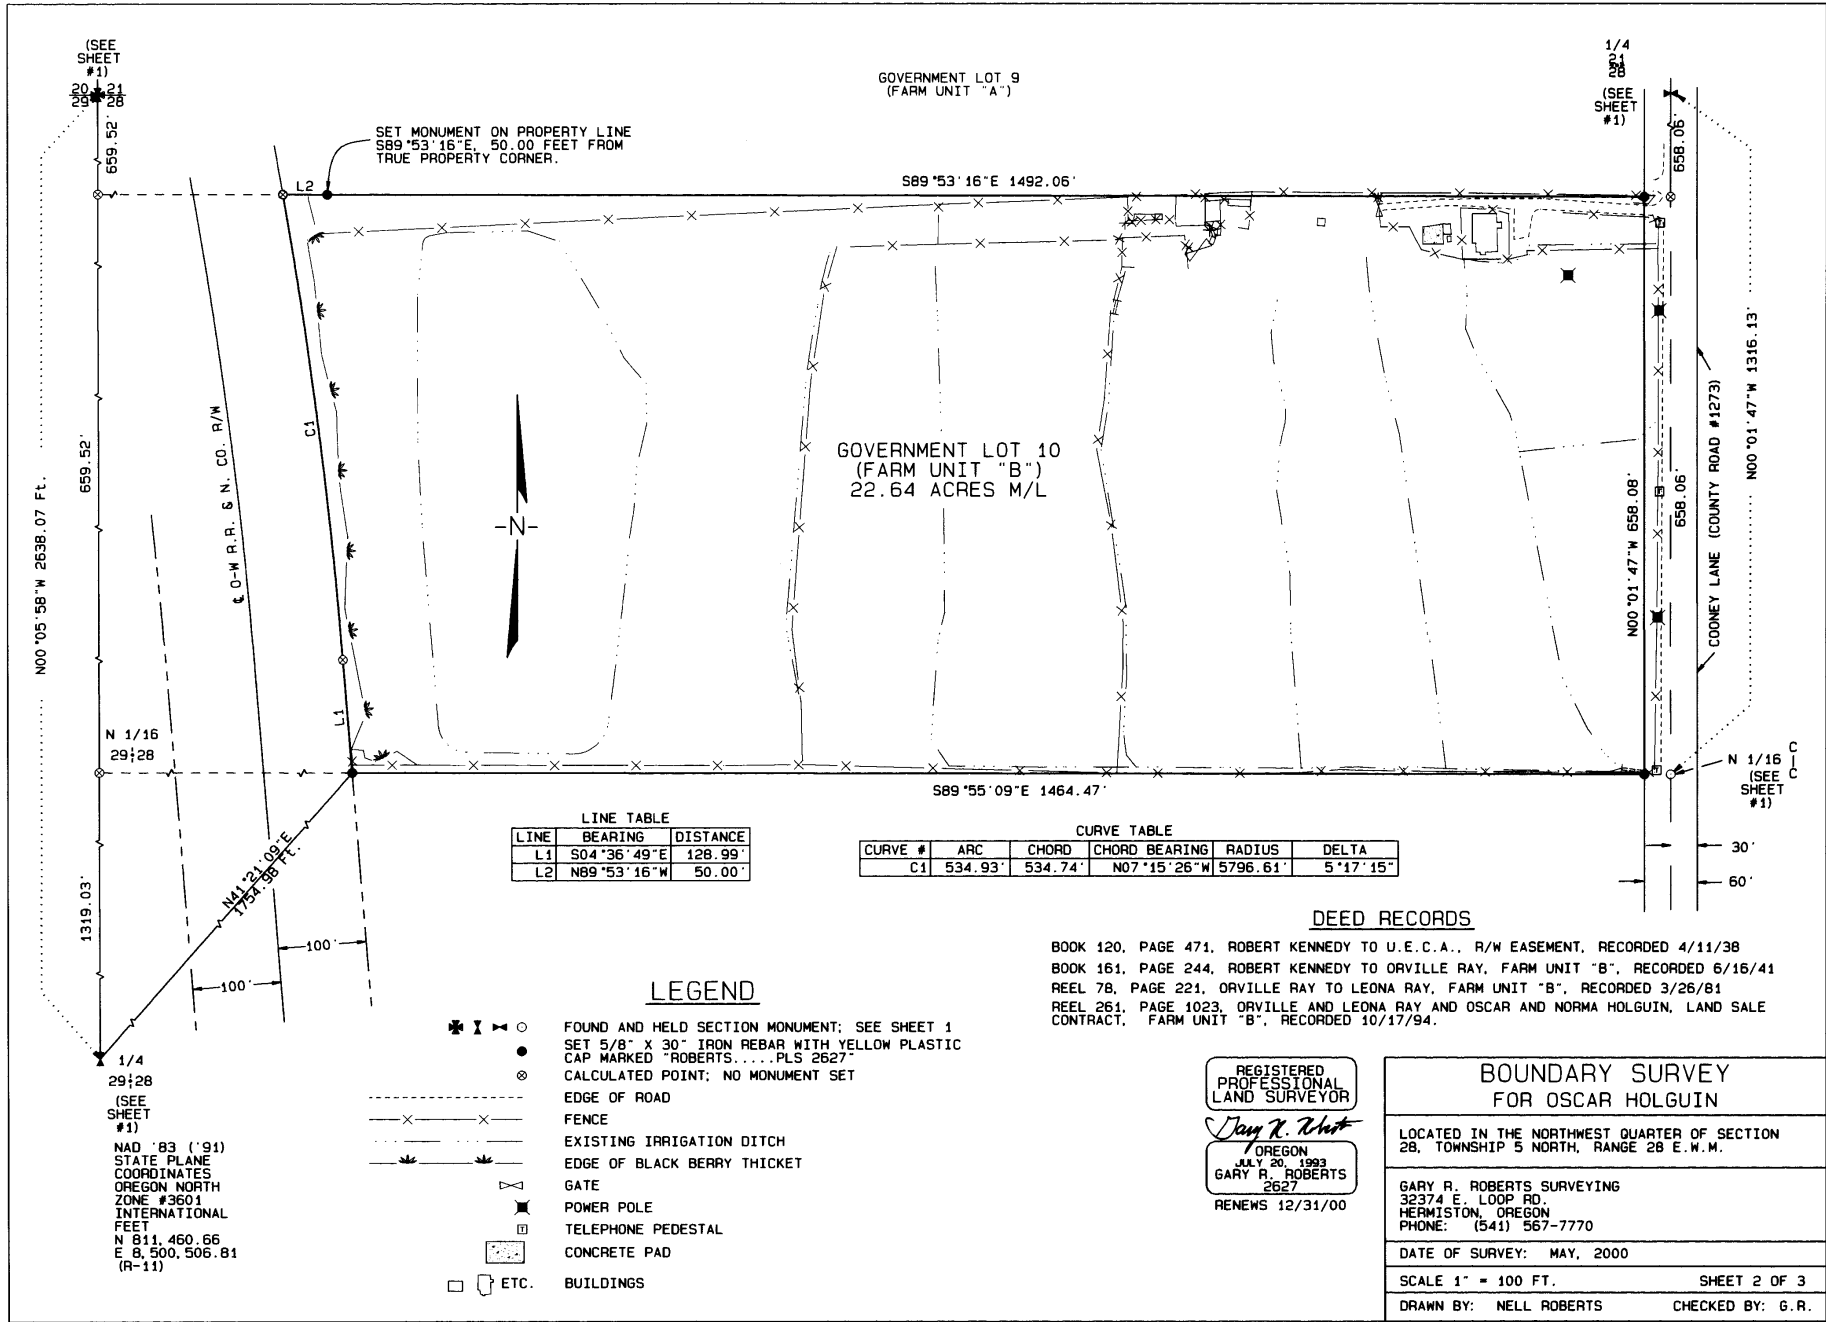 (SEE
SHEET
#1)
20 21
29 28
659.52'
GOVERNMENT LOT 9
(FARM UNIT "A")
1/4
21
28
(SEE
SHEET
#1)
658.06'
SET MONUMENT ON PROPERTY LINE
S89°53'16"E, 50.00 FEET FROM
TRUE PROPERTY CORNER.
L2
S89°53'16"E 1492.06'
N00°05'58"W 2638.07 Ft.
659.52'
℄ O-W R.R. & N. CO. R/W
C1
L1
-N-
GOVERNMENT LOT 10
(FARM UNIT "B")
22.64 ACRES M/L
N00°01'47"W 658.08'
658.06'
COONEY LANE (COUNTY ROAD #1273)
N00°01'47"W 1316.13'
N 1/16
29 28
N 1/16 C
C
(SEE
SHEET
#1)
S89°55'09"E 1464.47'
1319.03'
N41°21'09"E
1754.98 Ft.
100'
100'
30'
60'
LINE TABLE
LINE BEARING DISTANCE
L1 S04°36'49"E 128.99'
L2 N89°53'16"W 50.00'
CURVE TABLE
CURVE # ARC CHORD CHORD BEARING RADIUS DELTA
C1 534.93' 534.74' N07°15'26"W 5796.61' 5°17'15"
DEED RECORDS
BOOK 120, PAGE 471, ROBERT KENNEDY TO U.E.C.A., R/W EASEMENT, RECORDED 4/11/38
BOOK 161, PAGE 244, ROBERT KENNEDY TO ORVILLE RAY, FARM UNIT "B", RECORDED 6/16/41
REEL 78, PAGE 221, ORVILLE RAY TO LEONA RAY, FARM UNIT "B", RECORDED 3/26/81
REEL 261, PAGE 1023, ORVILLE AND LEONA RAY AND OSCAR AND NORMA HOLGUIN, LAND SALE
CONTRACT, FARM UNIT "B", RECORDED 10/17/94.
1/4
29 28
(SEE
SHEET
#1)
NAD '83 ('91)
STATE PLANE
COORDINATES
OREGON NORTH
ZONE #3601
INTERNATIONAL
FEET
N 811,460.66
E 8,500,506.81
(R-11)
LEGEND
FOUND AND HELD SECTION MONUMENT; SEE SHEET 1
SET 5/8" X 30" IRON REBAR WITH YELLOW PLASTIC
CAP MARKED "ROBERTS.....PLS 2627"
CALCULATED POINT; NO MONUMENT SET
EDGE OF ROAD
FENCE
EXISTING IRRIGATION DITCH
EDGE OF BLACK BERRY THICKET
GATE
POWER POLE
T TELEPHONE PEDESTAL
CONCRETE PAD
ETC. BUILDINGS
REGISTERED
PROFESSIONAL
LAND SURVEYOR
Gary R. Roberts
OREGON
JULY 20, 1993
GARY R. ROBERTS
2627
RENEWS 12/31/00
BOUNDARY SURVEY
FOR OSCAR HOLGUIN
LOCATED IN THE NORTHWEST QUARTER OF SECTION
28, TOWNSHIP 5 NORTH, RANGE 28 E.W.M.
GARY R. ROBERTS SURVEYING
32374 E. LOOP RD.
HERMISTON, OREGON
PHONE: (541) 567-7770
DATE OF SURVEY: MAY, 2000
SCALE 1" = 100 FT. SHEET 2 OF 3
DRAWN BY: NELL ROBERTS CHECKED BY: G.R.